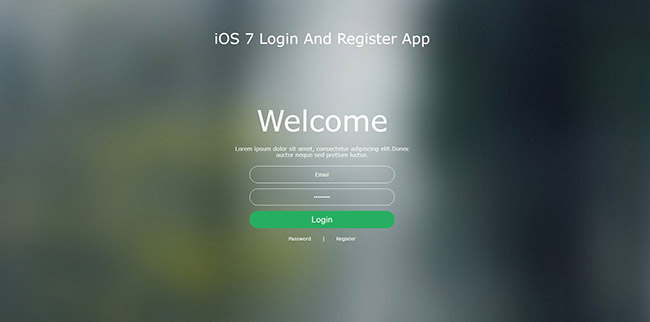 iOS 7 Login And Register App
Welcome
Lorem ipsum dolor sit amet, consectetur adipiscing elit.Donec
auctor neque sed pretium luctus.
Email
••••••••
Login
Password | Register